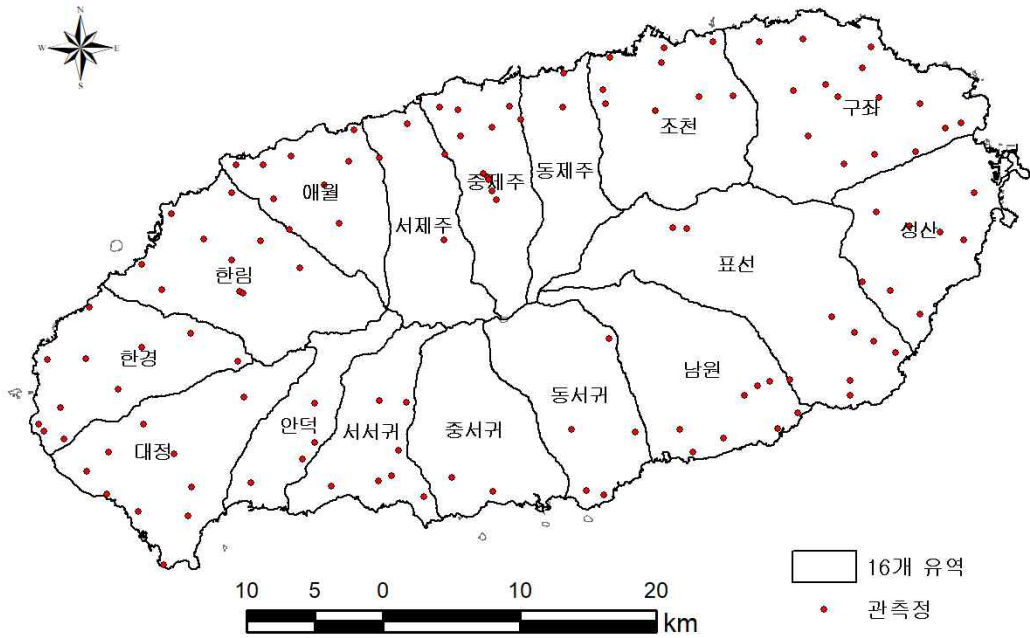 N
W E
S
구좌
조천
동제주
중제주
애월
서제주
성산
표선
한림
한경
남원
동서귀
안덕
서서귀
중서귀
대정
16개 유역
관측정
10 5 0 10 20
km